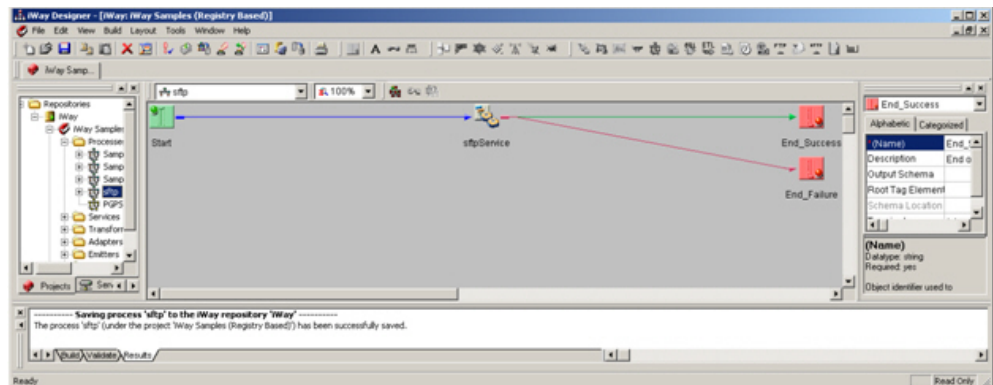 iWay Designer - [iWay: iWay Samples (Registry Based)]
File Edit View Build Layout Tools Window Help
iWay Samp...
sftp
100%
Repositories
iWay
iWay Samples
Processes
Samp
Samp
Samp
sftp
PGPS
Services
Transform
Adapters
Emitters
Projects
Ser
Start
sftpService
End_Success
End_Failure
End_Success
Alphabetic Categorized
(Name) End_S
Description End o
Output Schema
Root Tag Element
Schema Location
(Name)
Datatype: string
Required: yes
Object identifier used to
---------- Saving process 'sftp' to the iWay repository 'iWay' ----------
The process 'sftp' (under the project 'iWay Samples (Registry Based)') has been successfully saved.
Build Validate Results
Ready
Read Only